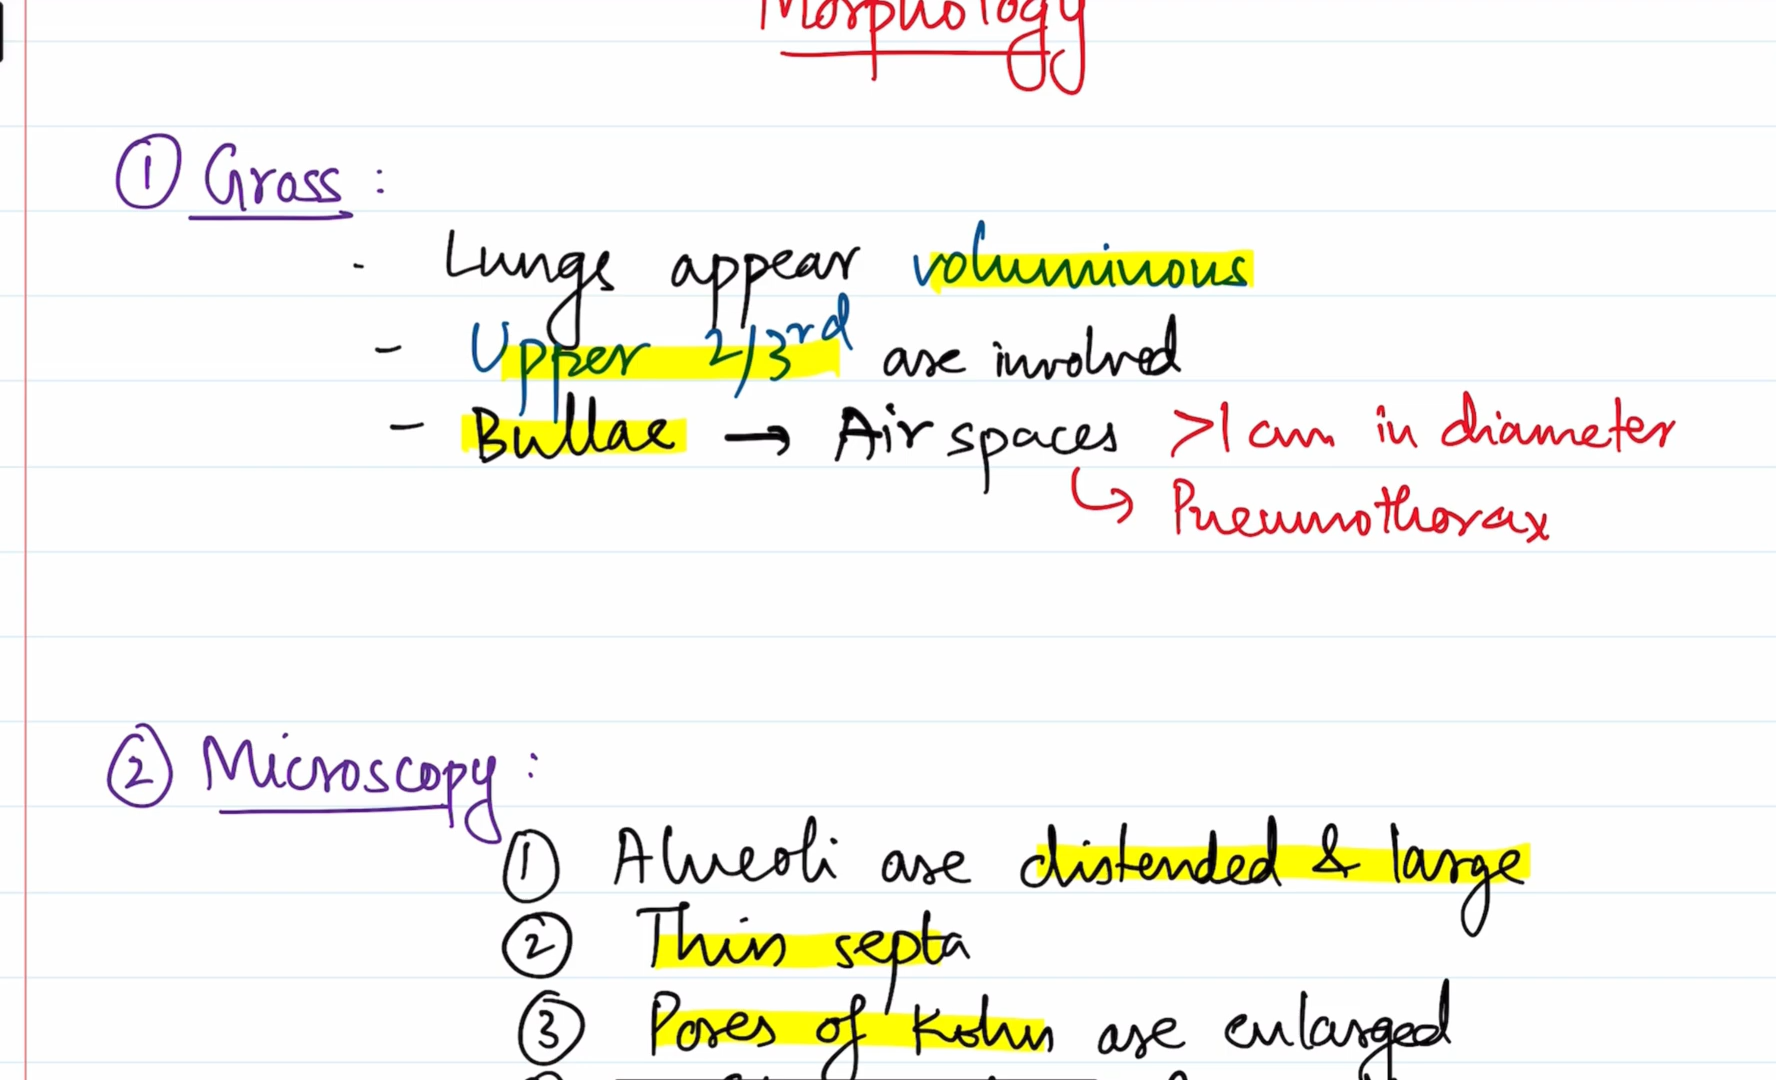 Morphology
① Gross :
- Lungs appear voluminous
- Upper 2/3rd are involved
- Bullae → Air spaces >1 cm in diameter
↳ Pneumothorax
② Microscopy :
① Alveoli are distended & large
② Thin septa
③ Pores of Kohn are enlarged